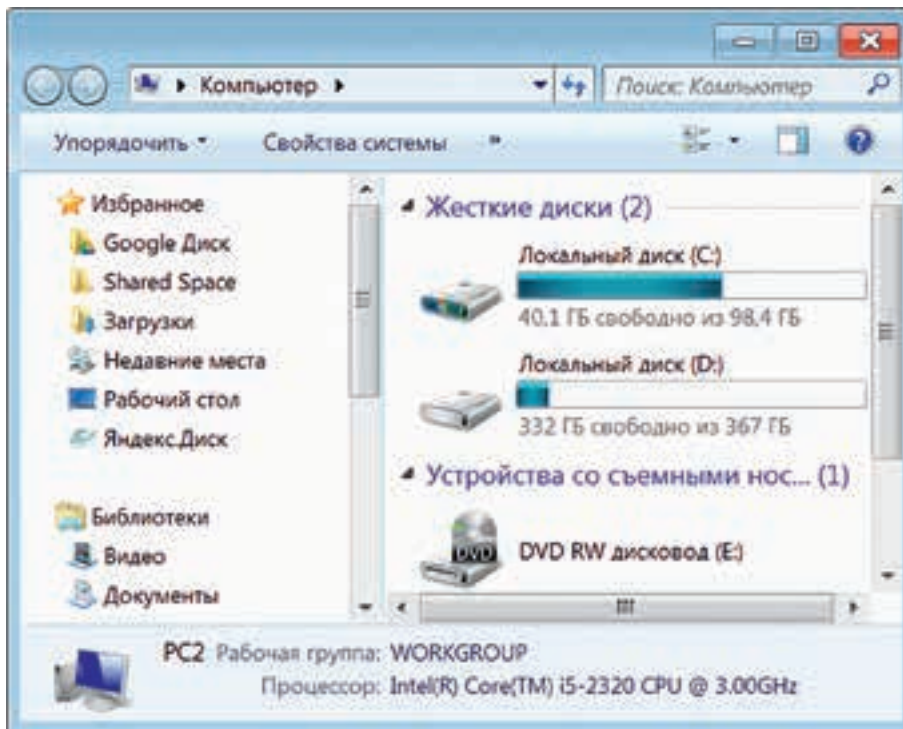 Компьютер
Поиск: Компьютер
Упорядочить Свойства системы »
Избранное
Google Диск
Shared Space
Загрузки
Недавние места
Рабочий стол
Яндекс.Диск
Библиотеки
Видео
Документы
Жесткие диски (2)
Локальный диск (C:)
40,1 ГБ свободно из 98,4 ГБ
Локальный диск (D:)
332 ГБ свободно из 367 ГБ
Устройства со съемными нос... (1)
DVD
DVD RW дисковод (E:)
PC2 Рабочая группа: WORKGROUP
Процессор: Intel(R) Core(TM) i5-2320 CPU @ 3.00GHz